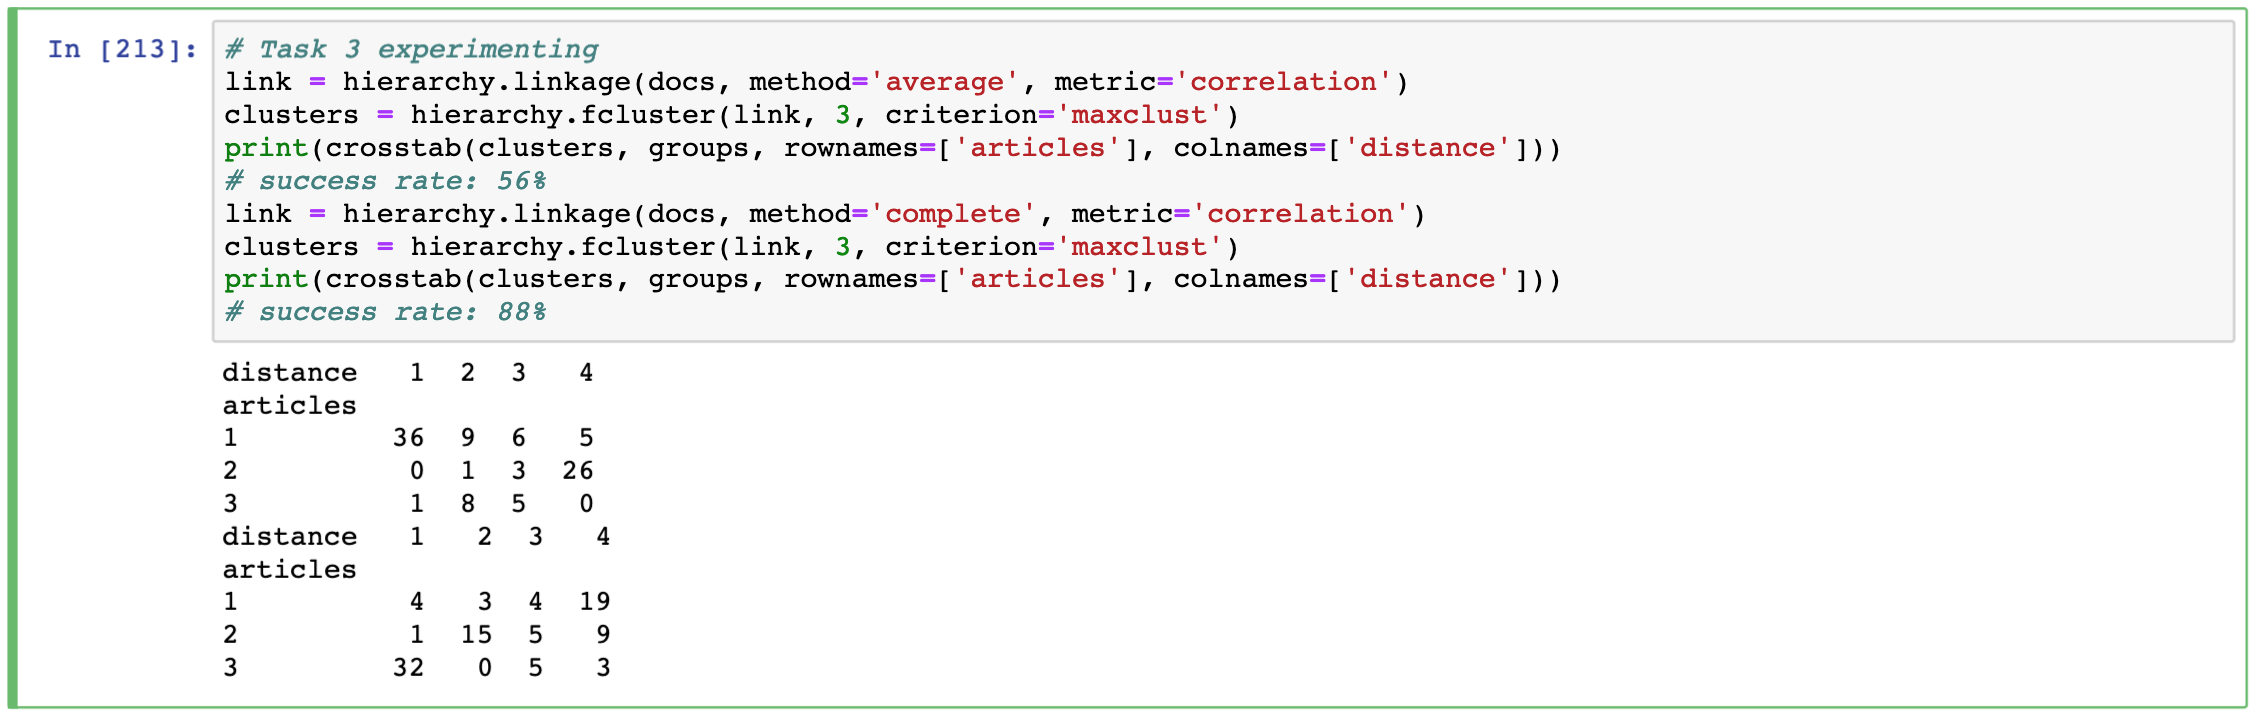 In [213]:
# Task 3 experimenting
link = hierarchy.linkage(docs, method='average', metric='correlation')
clusters = hierarchy.fcluster(link, 3, criterion='maxclust')
print(crosstab(clusters, groups, rownames=['articles'], colnames=['distance']))
# success rate: 56%
link = hierarchy.linkage(docs, method='complete', metric='correlation')
clusters = hierarchy.fcluster(link, 3, criterion='maxclust')
print(crosstab(clusters, groups, rownames=['articles'], colnames=['distance']))
# success rate: 88%
distance   1  2  3   4
articles
1         36  9  6   5
2          0  1  3  26
3          1  8  5   0
distance   1   2  3   4
articles
1          4   3  4  19
2          1  15  5   9
3         32   0  5   3